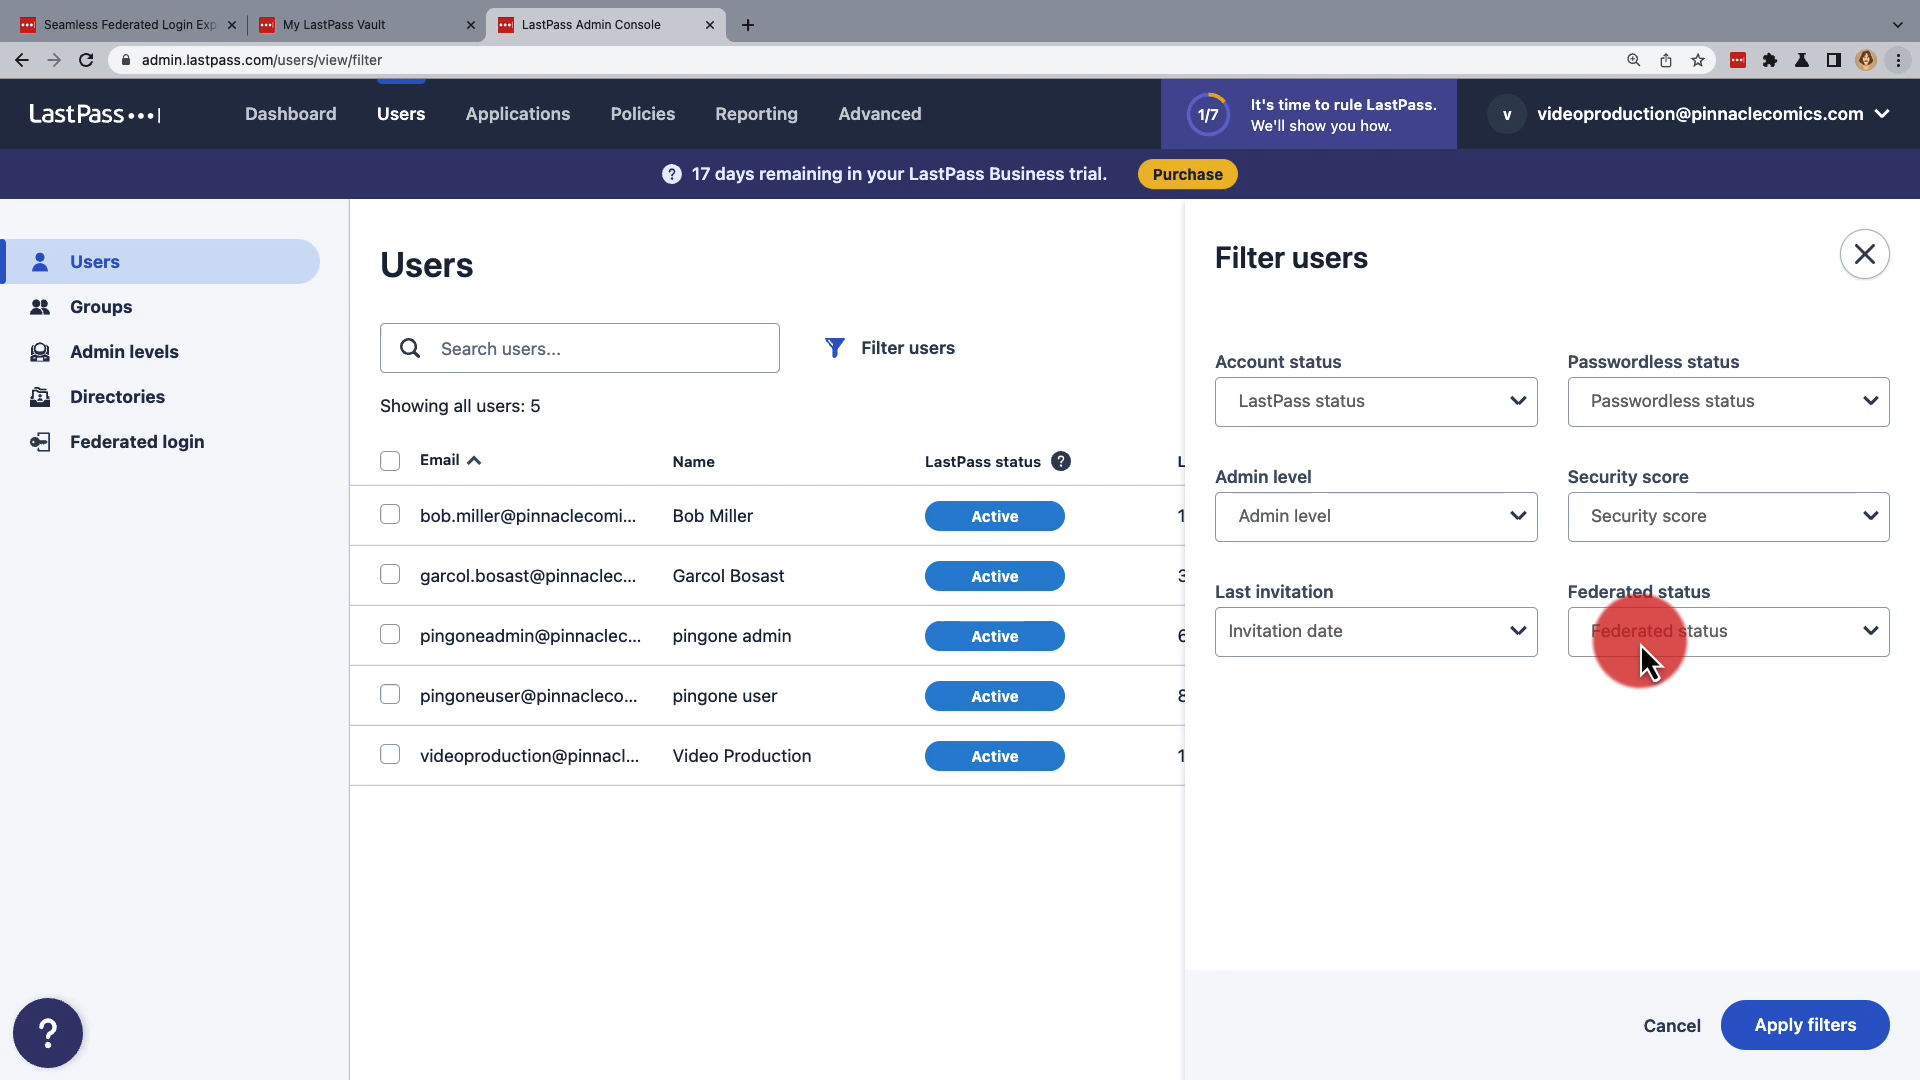 Seamless Federated Login Exp
My LastPass Vault
LastPass Admin Console
admin.lastpass.com/users/view/filter
LastPass
Dashboard
Users
Applications
Policies
Reporting
Advanced
1/7
It's time to rule LastPass.
We'll show you how.
v
videoproduction@pinnaclecomics.com
17 days remaining in your LastPass Business trial.
Purchase
Users
Groups
Admin levels
Directories
Federated login
Users
Search users...
Filter users
Showing all users: 5
Email
Name
LastPass status
L
bob.miller@pinnaclecomi...
Bob Miller
Active
1
garcol.bosast@pinnaclec...
Garcol Bosast
Active
3
pingoneadmin@pinnaclec...
pingone admin
Active
6
pingoneuser@pinnacleco...
pingone user
Active
8
videoproduction@pinnacl...
Video Production
Active
1
Filter users
Account status
LastPass status
Passwordless status
Passwordless status
Admin level
Admin level
Security score
Security score
Last invitation
Invitation date
Federated status
Federated status
Cancel
Apply filters
?